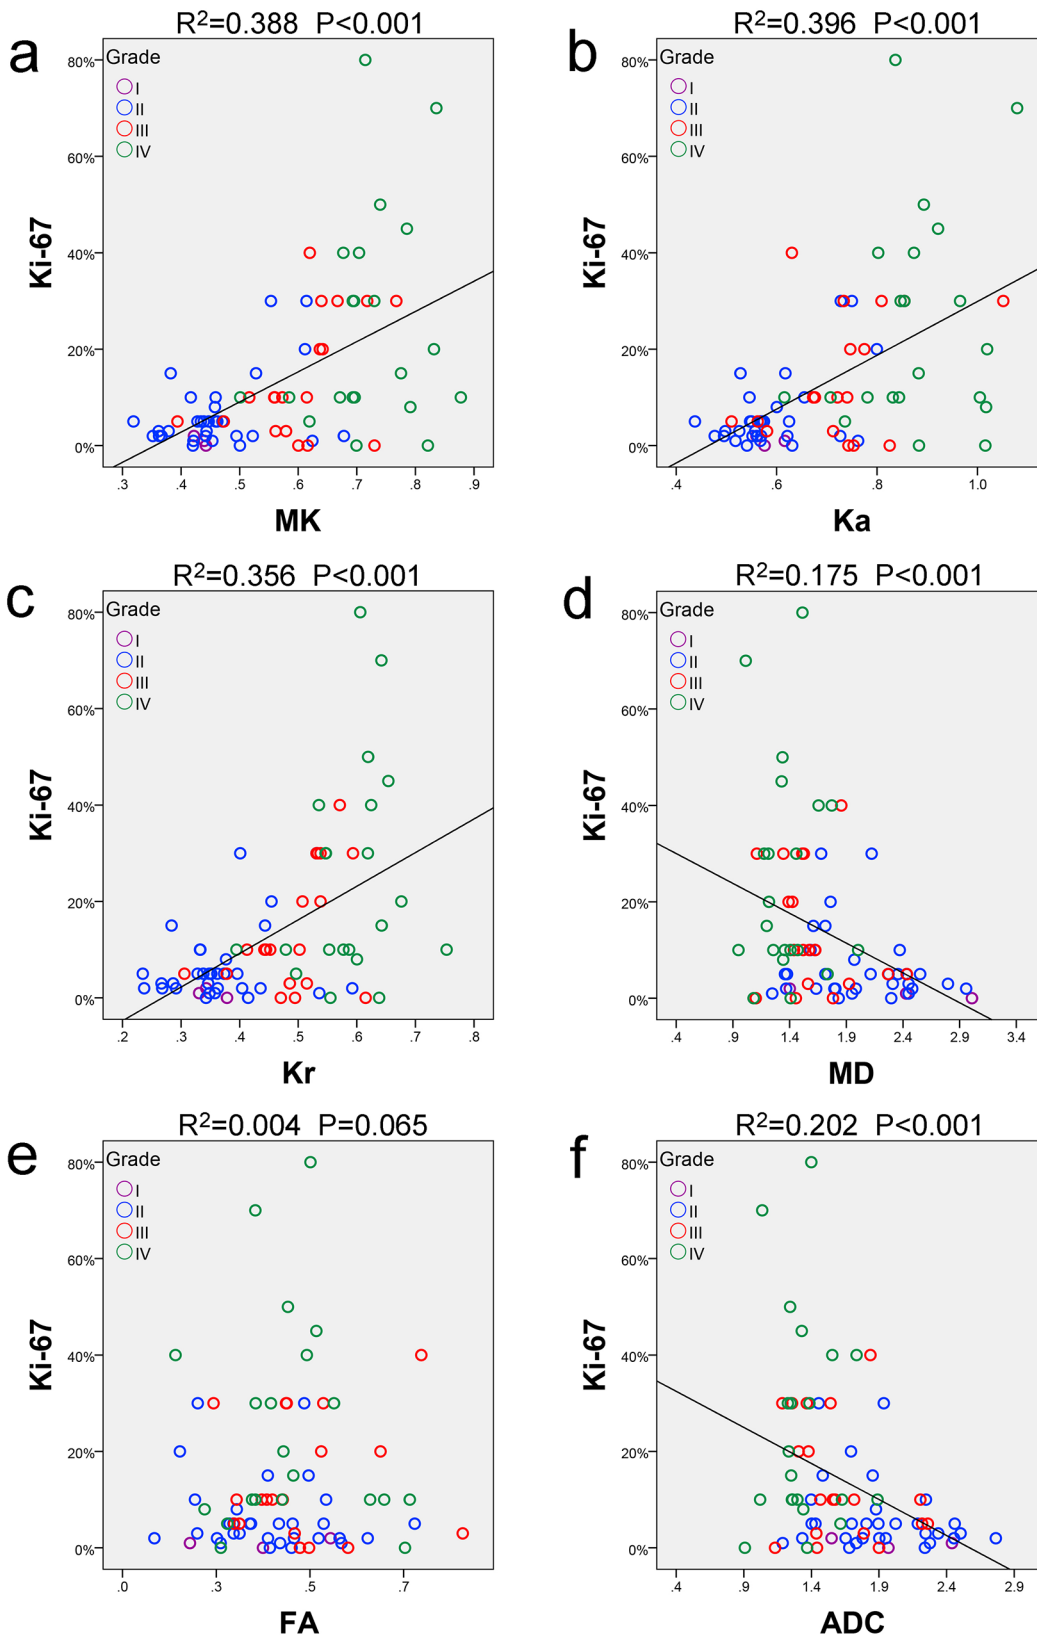 a
R²=0.388 P<0.001
Grade
I
II
III
IV
80%
60%
40%
20%
0%
Ki-67
.3 .4 .5 .6 .7 .8 .9
MK
b
R²=0.396 P<0.001
Grade
I
II
III
IV
80%
60%
40%
20%
0%
Ki-67
.4 .6 .8 1.0
Ka
c
R²=0.356 P<0.001
Grade
I
II
III
IV
80%
60%
40%
20%
0%
Ki-67
.2 .3 .4 .5 .6 .7 .8
Kr
d
R²=0.175 P<0.001
Grade
I
II
III
IV
80%
60%
40%
20%
0%
Ki-67
.4 .9 1.4 1.9 2.4 2.9 3.4
MD
e
R²=0.004 P=0.065
Grade
I
II
III
IV
80%
60%
40%
20%
0%
Ki-67
.0 .3 .5 .7
FA
f
R²=0.202 P<0.001
Grade
I
II
III
IV
80%
60%
40%
20%
0%
Ki-67
.4 .9 1.4 1.9 2.4 2.9
ADC